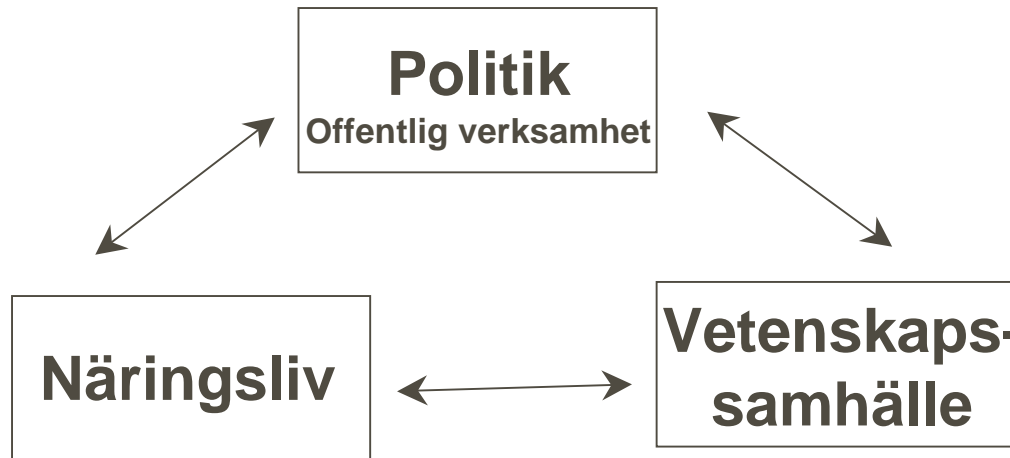 Politik
Offentlig verksamhet
Näringsliv
Vetenskaps-
samhälle